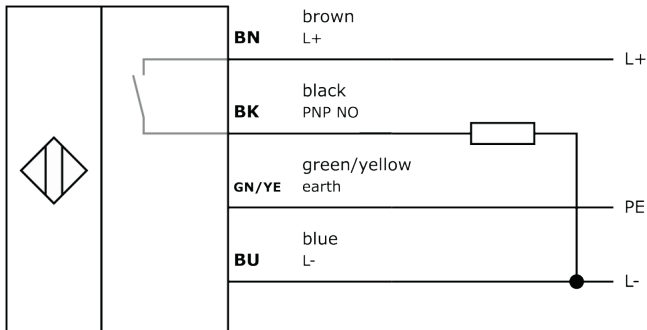 brown
BN L+
L+
black
BK PNP NO
green/yellow
GN/YE earth
PE
blue
BU L-
L-